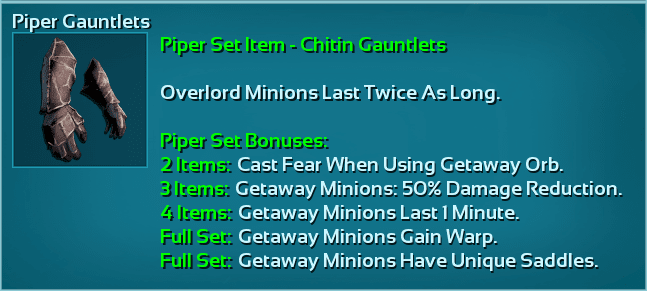 Piper Gauntlets
Piper Set Item - Chitin Gauntlets
Overlord Minions Last Twice As Long.
Piper Set Bonuses:
2 Items: Cast Fear When Using Getaway Orb.
3 Items: Getaway Minions: 50% Damage Reduction.
4 Items: Getaway Minions Last 1 Minute.
Full Set: Getaway Minions Gain Warp.
Full Set: Getaway Minions Have Unique Saddles.